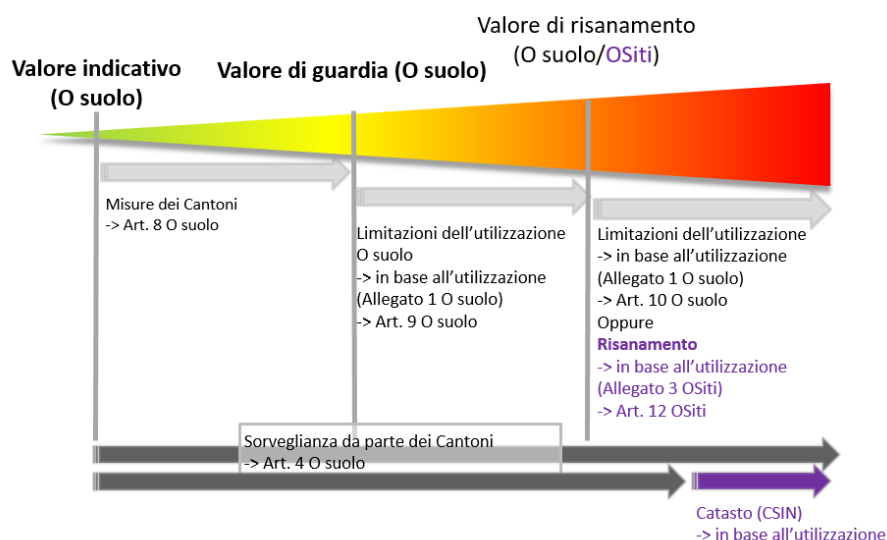 Valore indicativo
(O suolo)
Valore di guardia (O suolo)
Valore di risanamento
(O suolo/OSiti)
Misure dei Cantoni
-> Art. 8 O suolo
Limitazioni dell'utilizzazione
O suolo
-> in base all'utilizzazione
(Allegato 1 O suolo)
-> Art. 9 O suolo
Limitazioni dell'utilizzazione
-> in base all'utilizzazione
(Allegato 1 O suolo)
-> Art. 10 O suolo
Oppure
Risanamento
-> in base all'utilizzazione
(Allegato 3 OSiti)
-> Art. 12 OSiti
Sorveglianza da parte dei Cantoni
-> Art. 4 O suolo
Catasto (CSIN)
-> in base all'utilizzazione